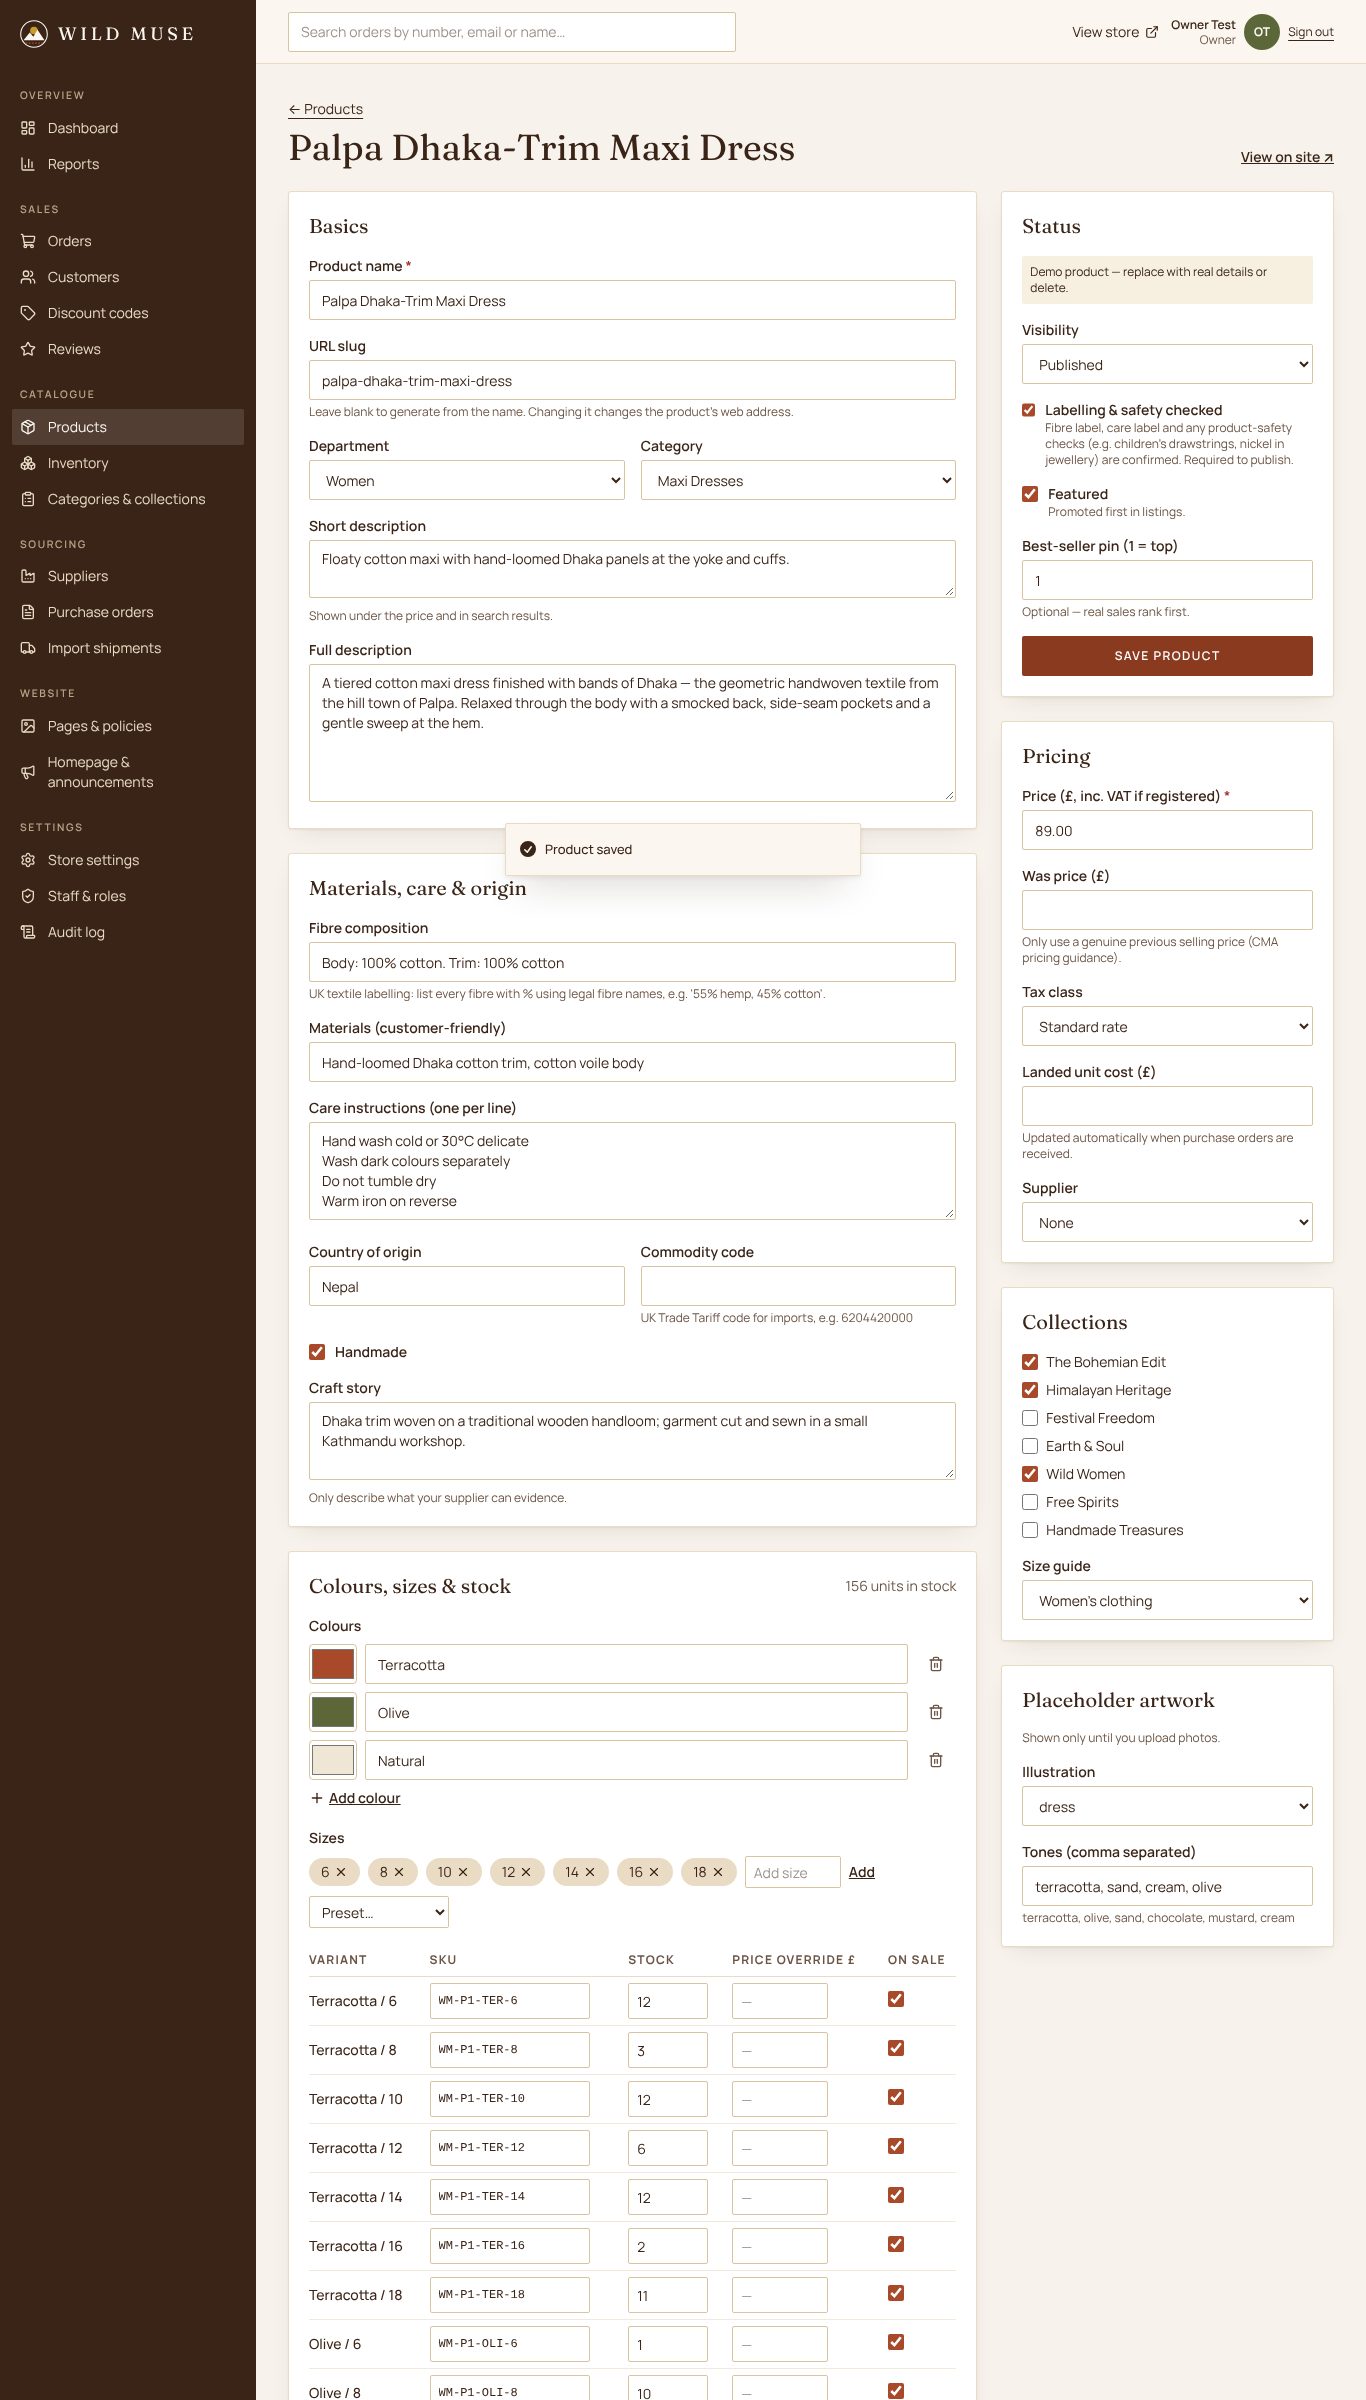 WILD MUSE
OVERVIEW
Dashboard
Reports
SALES
Orders
Customers
Discount codes
Reviews
CATALOGUE
Products
Inventory
Categories & collections
SOURCING
Suppliers
Purchase orders
Import shipments
WEBSITE
Pages & policies
Homepage &
announcements
SETTINGS
Store settings
Staff & roles
Audit log
Search orders by number, email or name...
View store
Owner Test
Owner
OT
Sign out
← Products
Palpa Dhaka-Trim Maxi Dress
View on site ↗
Basics
Product name *
Palpa Dhaka-Trim Maxi Dress
URL slug
palpa-dhaka-trim-maxi-dress
Leave blank to generate from the name. Changing it changes the product's web address.
Department
Category
Women
Maxi Dresses
Short description
Floaty cotton maxi with hand-loomed Dhaka panels at the yoke and cuffs.
Shown under the price and in search results.
Full description
A tiered cotton maxi dress finished with bands of Dhaka — the geometric handwoven textile from
the hill town of Palpa. Relaxed through the body with a smocked back, side-seam pockets and a
gentle sweep at the hem.
Product saved
Materials, care & origin
Fibre composition
Body: 100% cotton. Trim: 100% cotton
UK textile labelling: list every fibre with % using legal fibre names, e.g. '55% hemp, 45% cotton'.
Materials (customer-friendly)
Hand-loomed Dhaka cotton trim, cotton voile body
Care instructions (one per line)
Hand wash cold or 30°C delicate
Wash dark colours separately
Do not tumble dry
Warm iron on reverse
Country of origin
Commodity code
Nepal
UK Trade Tariff code for imports, e.g. 6204420000
Handmade
Craft story
Dhaka trim woven on a traditional wooden handloom; garment cut and sewn in a small
Kathmandu workshop.
Only describe what your supplier can evidence.
Colours, sizes & stock
156 units in stock
Colours
Terracotta
Olive
Natural
+ Add colour
Sizes
6 ×
8 ×
10 ×
12 ×
14 ×
16 ×
18 ×
Add size
Add
Preset...
VARIANT SKU STOCK PRICE OVERRIDE £ ON SALE
Terracotta / 6 WM-P1-TER-6 12 —
Terracotta / 8 WM-P1-TER-8 3 —
Terracotta / 10 WM-P1-TER-10 12 —
Terracotta / 12 WM-P1-TER-12 6 —
Terracotta / 14 WM-P1-TER-14 12 —
Terracotta / 16 WM-P1-TER-16 2 —
Terracotta / 18 WM-P1-TER-18 11 —
Olive / 6 WM-P1-OLI-6 1 —
Olive / 8 WM-P1-OLI-8 10 —
Status
Demo product — replace with real details or
delete.
Visibility
Published
Labelling & safety checked
Fibre label, care label and any product-safety
checks (e.g. children's drawstrings, nickel in
jewellery) are confirmed. Required to publish.
Featured
Promoted first in listings.
Best-seller pin (1 = top)
1
Optional — real sales rank first.
SAVE PRODUCT
Pricing
Price (£, inc. VAT if registered) *
89.00
Was price (£)
Only use a genuine previous selling price (CMA
pricing guidance).
Tax class
Standard rate
Landed unit cost (£)
Updated automatically when purchase orders are
received.
Supplier
None
Collections
The Bohemian Edit
Himalayan Heritage
Festival Freedom
Earth & Soul
Wild Women
Free Spirits
Handmade Treasures
Size guide
Women's clothing
Placeholder artwork
Shown only until you upload photos.
Illustration
dress
Tones (comma separated)
terracotta, sand, cream, olive
terracotta, olive, sand, chocolate, mustard, cream